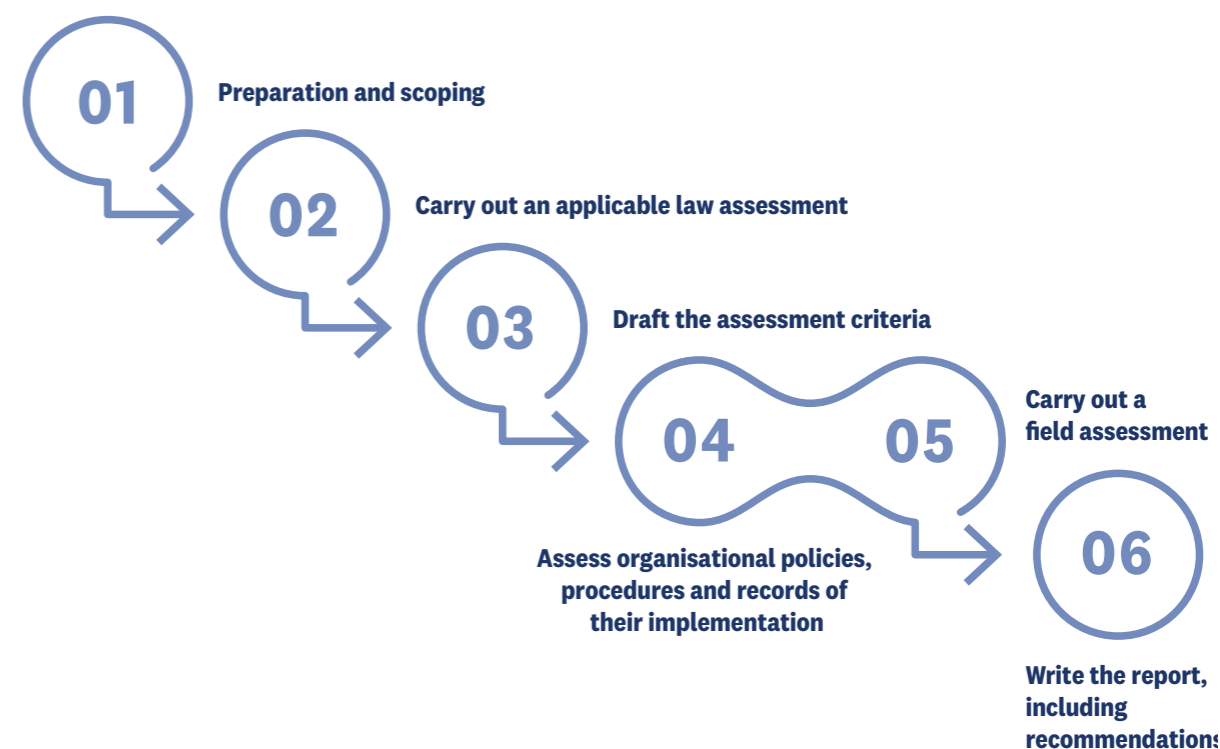 01
Preparation and scoping
02
Carry out an applicable law assessment
03
Draft the assessment criteria
04
Assess organisational policies,
procedures and records of
their implementation
05
Carry out a
field assessment
06
Write the report,
including
recommendations